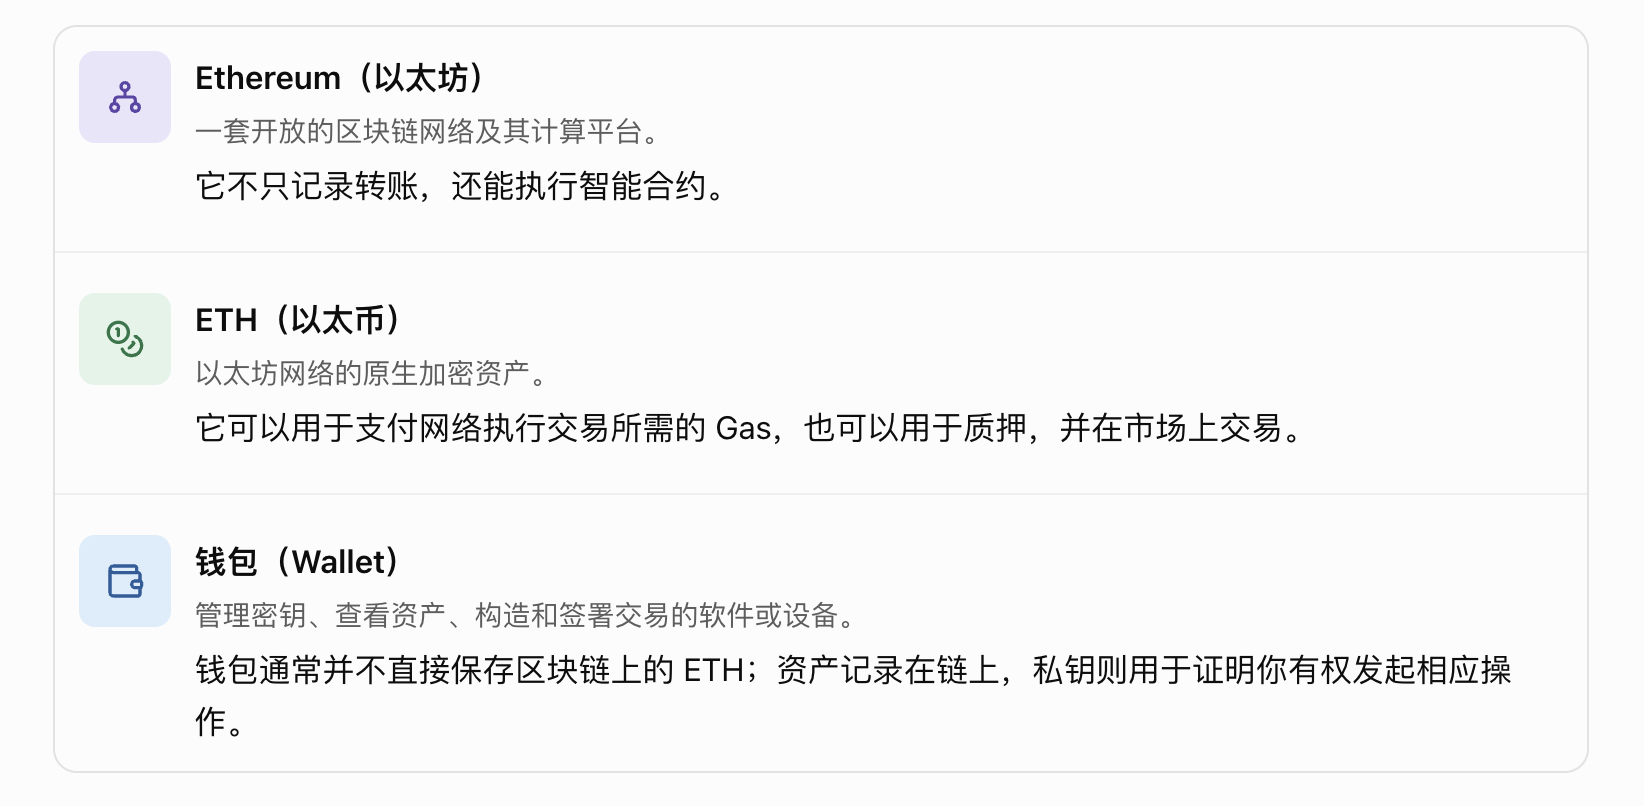 Ethereum（以太坊）
一套开放的区块链网络及其计算平台。
它不只记录转账，还能执行智能合约。
ETH（以太币）
以太坊网络的原生加密资产。
它可以用于支付网络执行交易所需的 Gas，也可以用于质押，并在市场上交易。
钱包（Wallet）
管理密钥、查看资产、构造和签署交易的软件或设备。
钱包通常并不直接保存区块链上的 ETH；资产记录在链上，私钥则用于证明你有权发起相应操
作。